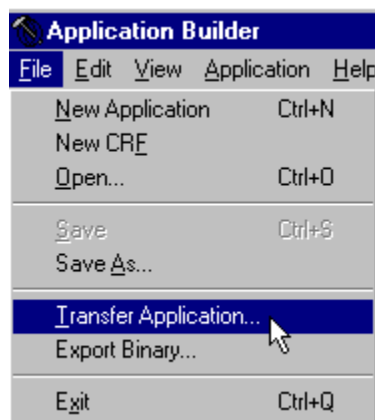 Application Builder
File Edit View Application Help
New Application Ctrl+N
New CRF
Open... Ctrl+O
Save Ctrl+S
Save As...
Transfer Application...
Export Binary...
Exit Ctrl+Q